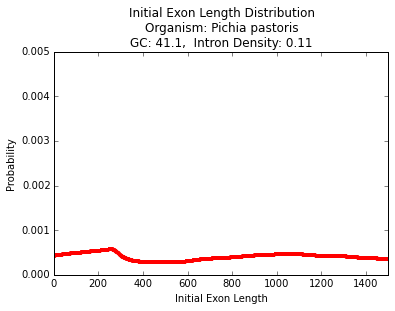 Initial Exon Length Distribution
Organism: Pichia pastoris
GC: 41.1,  Intron Density: 0.11
0.005
0.004
0.003
0.002
0.001
0.000
Probability
0 200 400 600 800 1000 1200 1400
Initial Exon Length